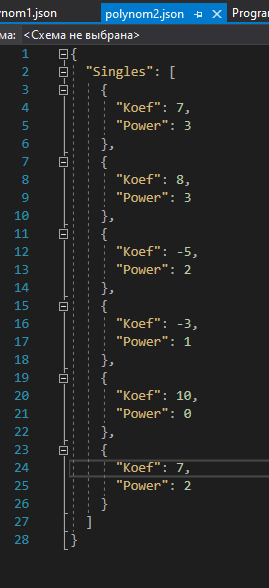 ynom1.json polynom2.json Progran
ма: <Схема не выбрана>
1 {
2 "Singles": [
3 {
4 "Koef": 7,
5 "Power": 3
6 },
7 {
8 "Koef": 8,
9 "Power": 3
10 },
11 {
12 "Koef": -5,
13 "Power": 2
14 },
15 {
16 "Koef": -3,
17 "Power": 1
18 },
19 {
20 "Koef": 10,
21 "Power": 0
22 },
23 {
24 "Koef": 7,
25 "Power": 2
26 }
27 ]
28 }